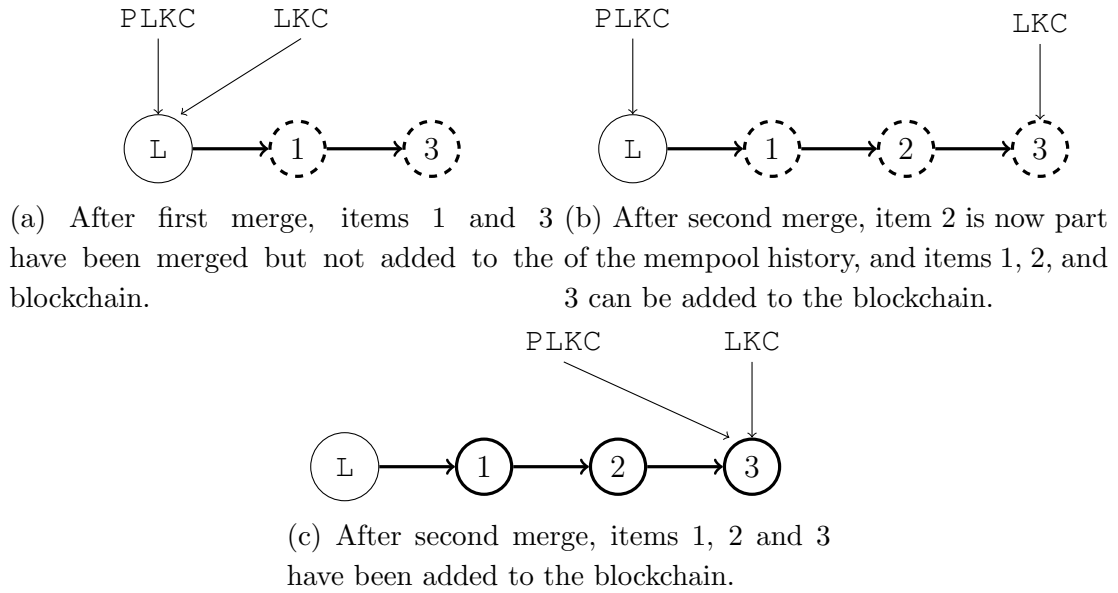 PLKC LKC
L 1 3
(a) After first merge, items 1 and 3
have been merged but not added to the
blockchain.
PLKC LKC
L 1 2 3
(b) After second merge, item 2 is now part
of the mempool history, and items 1, 2, and
3 can be added to the blockchain.
PLKC LKC
L 1 2 3
(c) After second merge, items 1, 2 and 3
have been added to the blockchain.